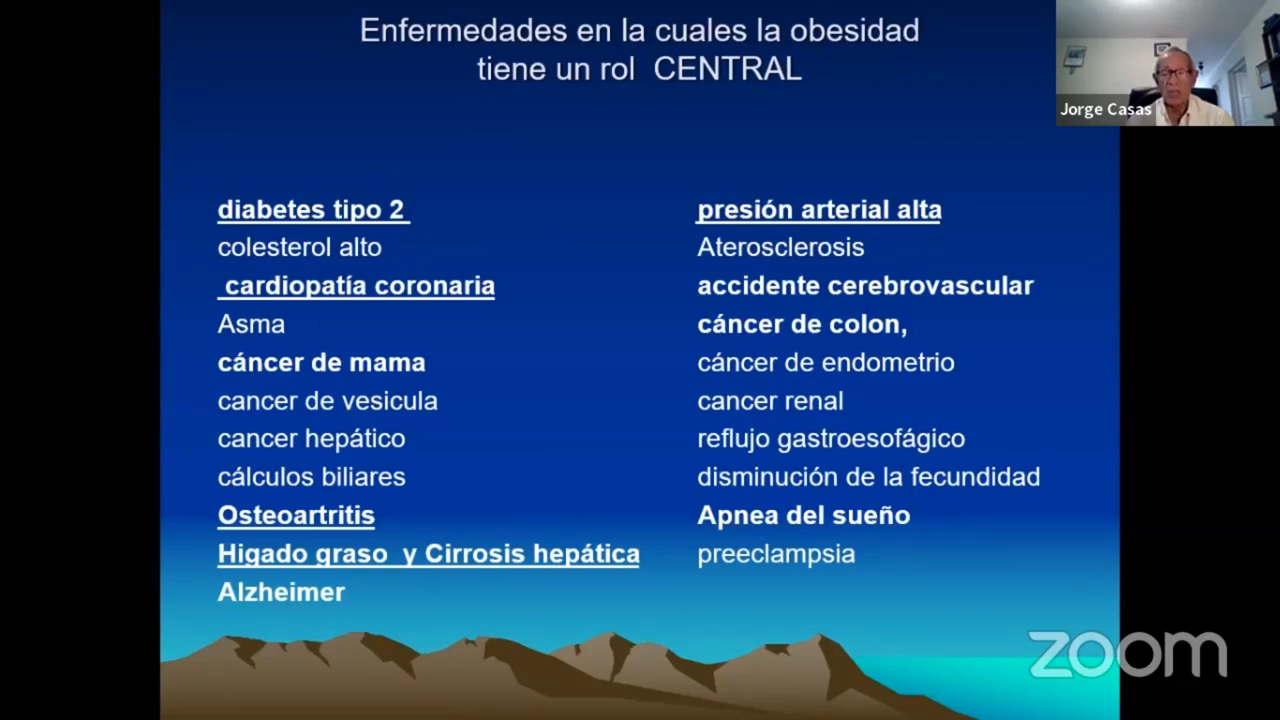 Enfermedades en la cuales la obesidad
tiene un rol CENTRAL
Jorge Casas
diabetes tipo 2
colesterol alto
cardiopatía coronaria
Asma
cáncer de mama
cancer de vesicula
cancer hepático
cálculos biliares
Osteoartritis
Higado graso y Cirrosis hepática
Alzheimer
presión arterial alta
Aterosclerosis
accidente cerebrovascular
cáncer de colon,
cáncer de endometrio
cancer renal
reflujo gastroesofágico
disminución de la fecundidad
Apnea del sueño
preeclampsia
zoom